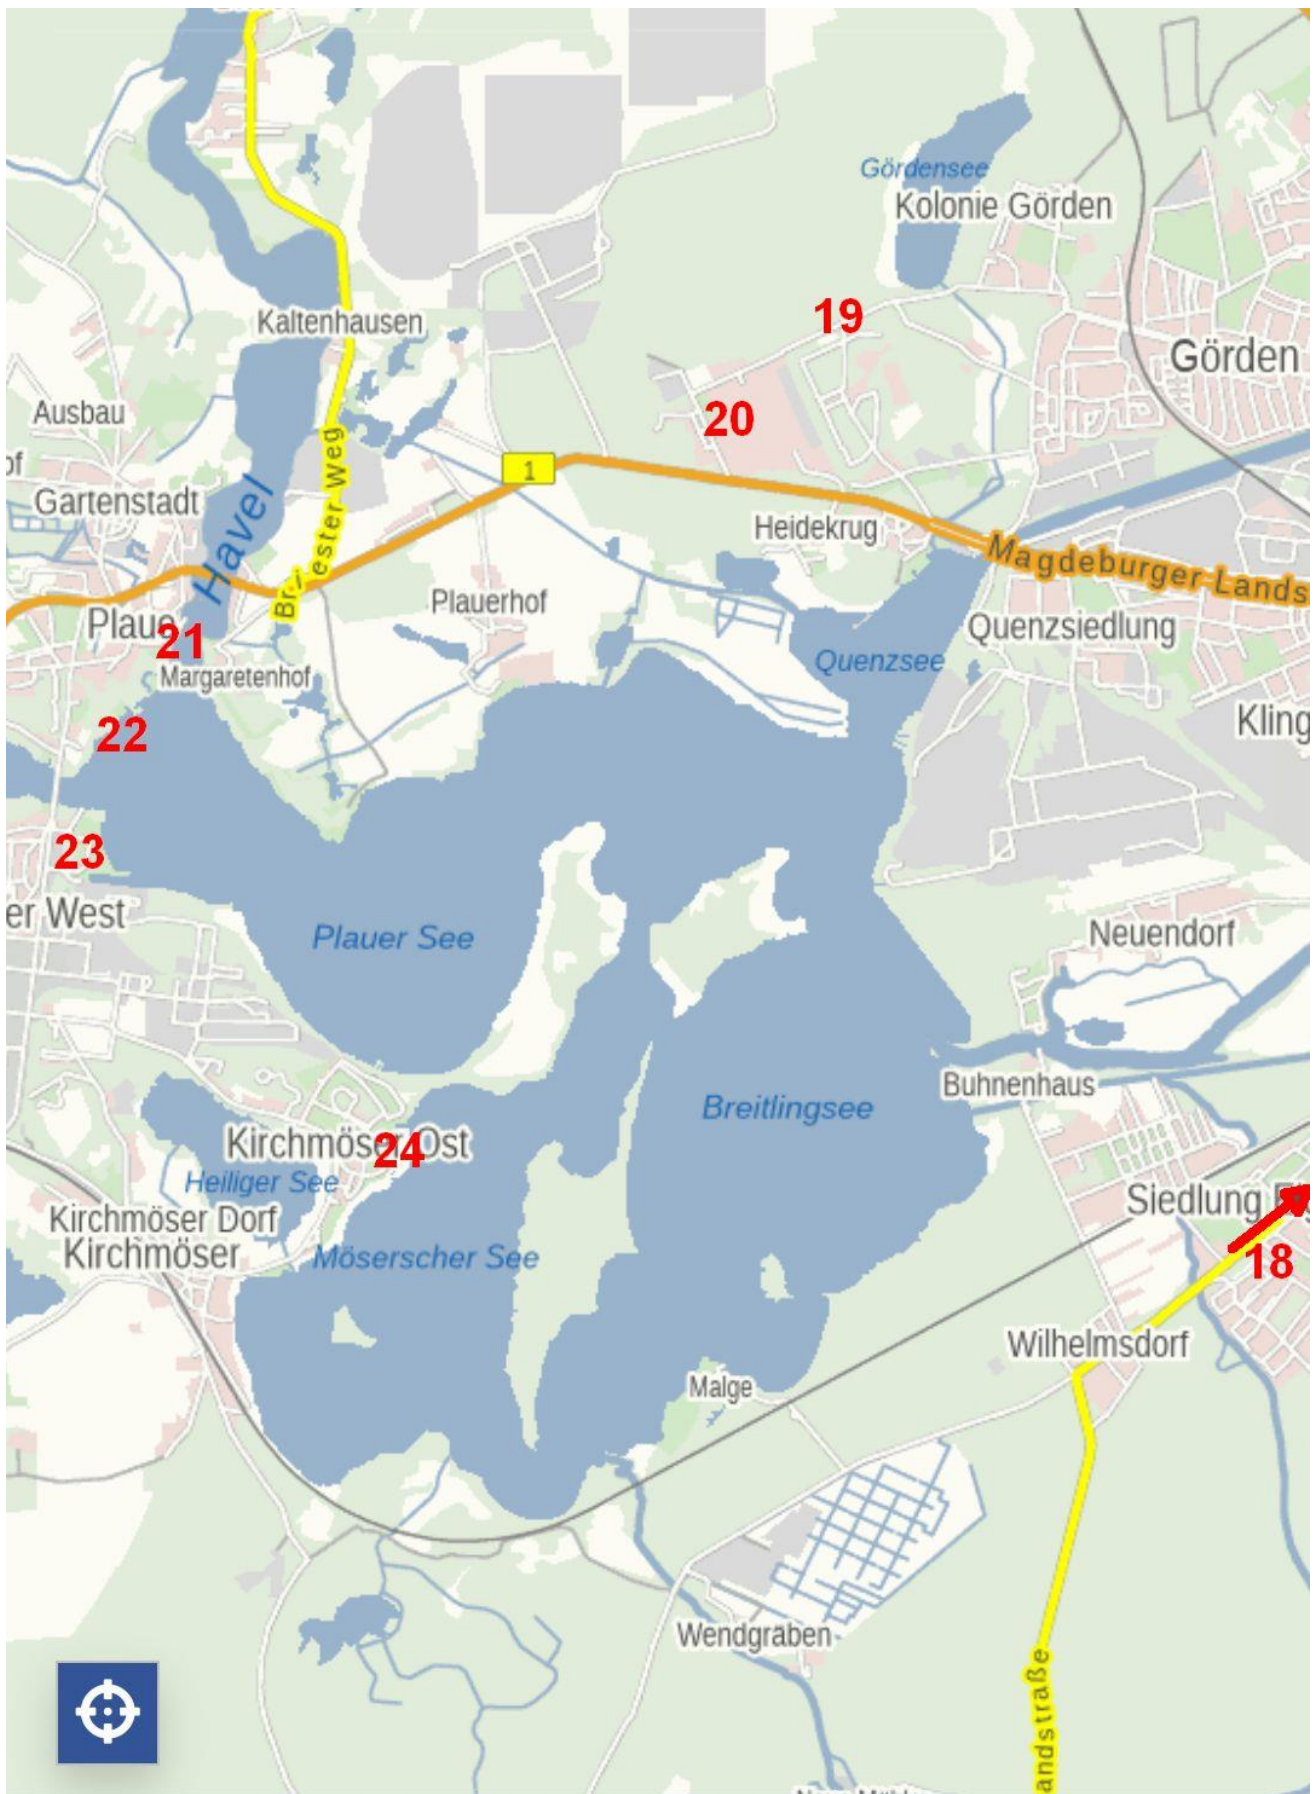 Gördensee
Kolonie Görden
19
Kaltenhausen
Görden
Ausbau
20
of
1
Gartenstadt
Havel
Heidekrug
Magdeburger Lands
Plauerhof
Plaue
21
Quenzsiedlung
Quenzsee
Margaretenhof
22
Kling
23
er West
Plauer See
Neuendorf
Buhnenhaus
Breitlingsee
Kirchmöser Ost
24
Heiliger See
Siedlung
Kirchmöser Dorf
Kirchmöser
Möserscher See
18
Wilhelmsdorf
Malge
Wendgräben
andstraße